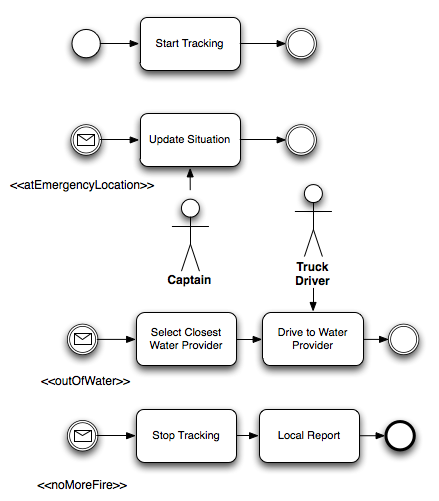 Start Tracking
Update Situation
<<atEmergencyLocation>>
Captain
Truck
Driver
Select Closest
Water Provider
Drive to Water
Provider
<<outOfWater>>
Stop Tracking
Local Report
<<noMoreFire>>